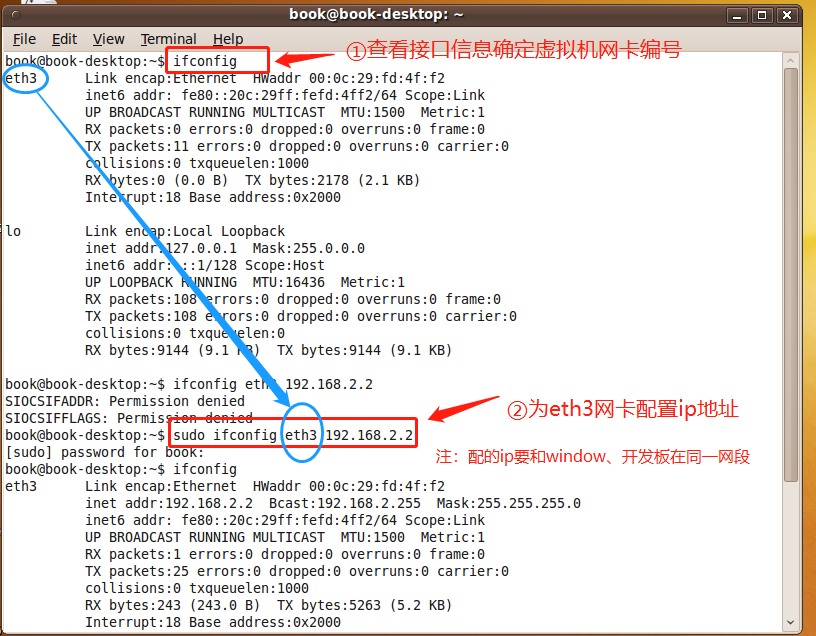 book@book-desktop: ~
File Edit View Terminal Help
book@book-desktop:~$ ifconfig
①查看接口信息确定虚拟机网卡编号
eth3 Link encap:Ethernet HWaddr 00:0c:29:fd:4f:f2
inet6 addr: fe80::20c:29ff:fefd:4ff2/64 Scope:Link
UP BROADCAST RUNNING MULTICAST MTU:1500 Metric:1
RX packets:0 errors:0 dropped:0 overruns:0 frame:0
TX packets:11 errors:0 dropped:0 overruns:0 carrier:0
collisions:0 txqueuelen:1000
RX bytes:0 (0.0 B) TX bytes:2178 (2.1 KB)
Interrupt:18 Base address:0x2000
lo Link encap:Local Loopback
inet addr:127.0.0.1 Mask:255.0.0.0
inet6 addr: ::1/128 Scope:Host
UP LOOPBACK RUNNING MTU:16436 Metric:1
RX packets:108 errors:0 dropped:0 overruns:0 frame:0
TX packets:108 errors:0 dropped:0 overruns:0 carrier:0
collisions:0 txqueuelen:0
RX bytes:9144 (9.1 KB) TX bytes:9144 (9.1 KB)
book@book-desktop:~$ ifconfig eth3 192.168.2.2
SIOCSIFADDR: Permission denied
SIOCSIFFLAGS: Permission denied
book@book-desktop:~$ sudo ifconfig eth3 192.168.2.2
②为eth3网卡配置ip地址
[sudo] password for book:
注：配的ip要和window、开发板在同一网段
book@book-desktop:~$ ifconfig
eth3 Link encap:Ethernet HWaddr 00:0c:29:fd:4f:f2
inet addr:192.168.2.2 Bcast:192.168.2.255 Mask:255.255.255.0
inet6 addr: fe80::20c:29ff:fefd:4ff2/64 Scope:Link
UP BROADCAST RUNNING MULTICAST MTU:1500 Metric:1
RX packets:1 errors:0 dropped:0 overruns:0 frame:0
TX packets:25 errors:0 dropped:0 overruns:0 carrier:0
collisions:0 txqueuelen:1000
RX bytes:243 (243.0 B) TX bytes:5263 (5.2 KB)
Interrupt:18 Base address:0x2000